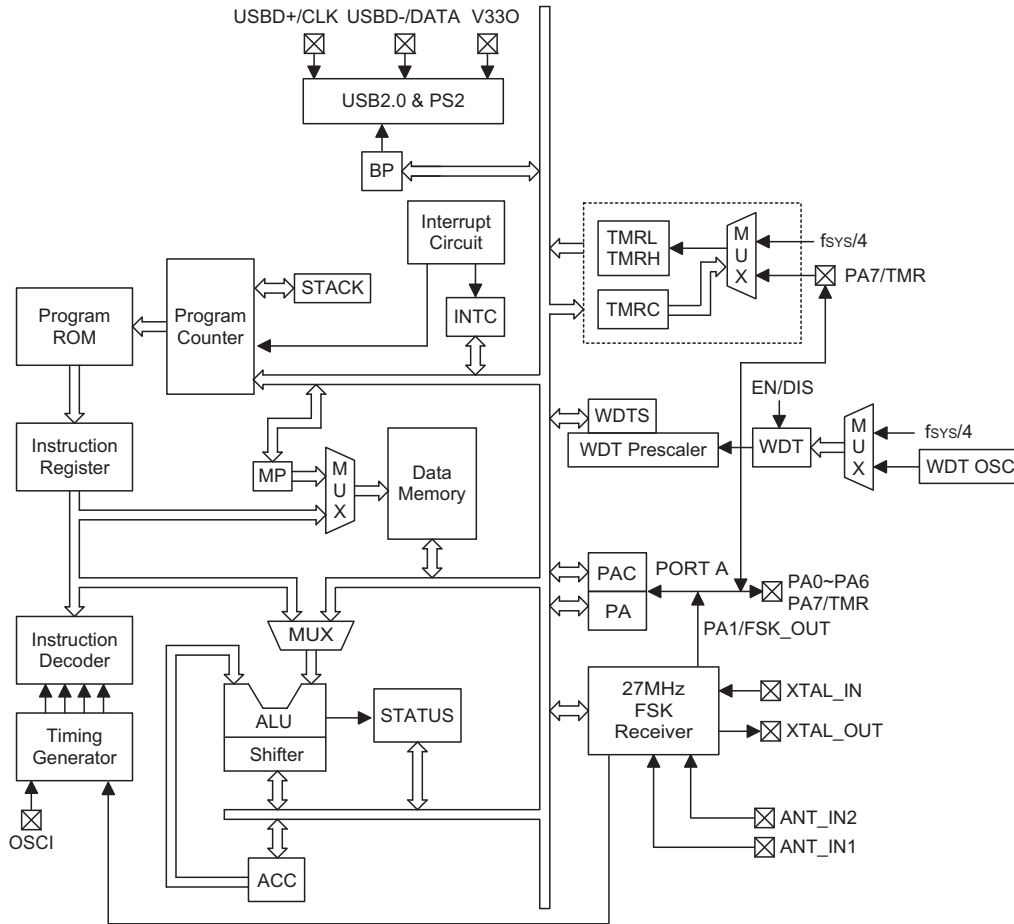 USBD+/CLK USBD-/DATA V33O
USB2.0 & PS2
BP
Interrupt
Circuit
STACK
INTC
Program
ROM
Program
Counter
Instruction
Register
MP
MUX
Data
Memory
Instruction
Decoder
MUX
ALU
Shifter
STATUS
Timing
Generator
OSCI
ACC
TMRL
TMRH
TMRC
MUX
fSYS/4
PA7/TMR
EN/DIS
WDTS
WDT Prescaler
WDT
MUX
fSYS/4
WDT OSC
PAC
PA
PORT A
PA0~PA6
PA7/TMR
PA1/FSK_OUT
27MHz
FSK
Receiver
XTAL_IN
XTAL_OUT
ANT_IN2
ANT_IN1